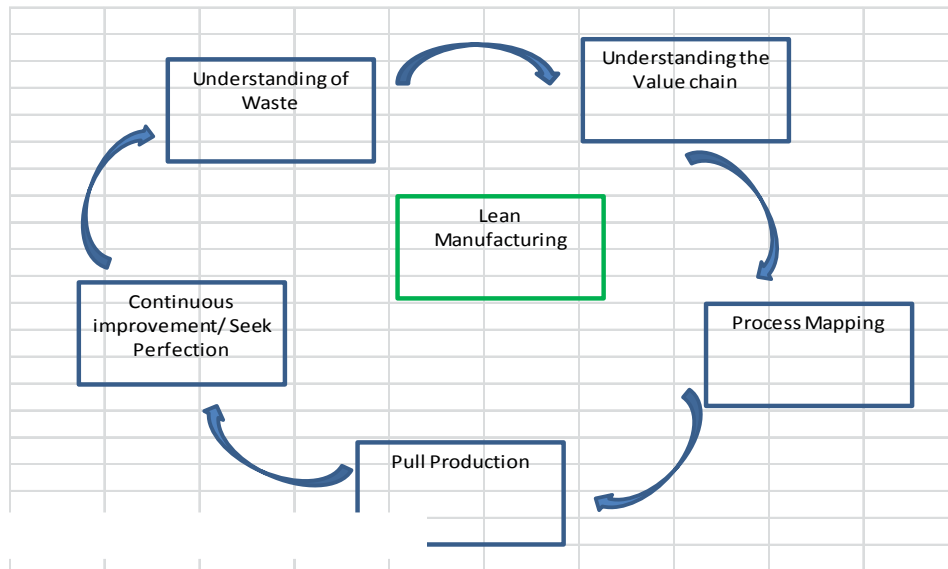 Understanding of
Waste
Understanding the
Value chain
Lean
Manufacturing
Continuous
improvement/ Seek
Perfection
Process Mapping
Pull Production